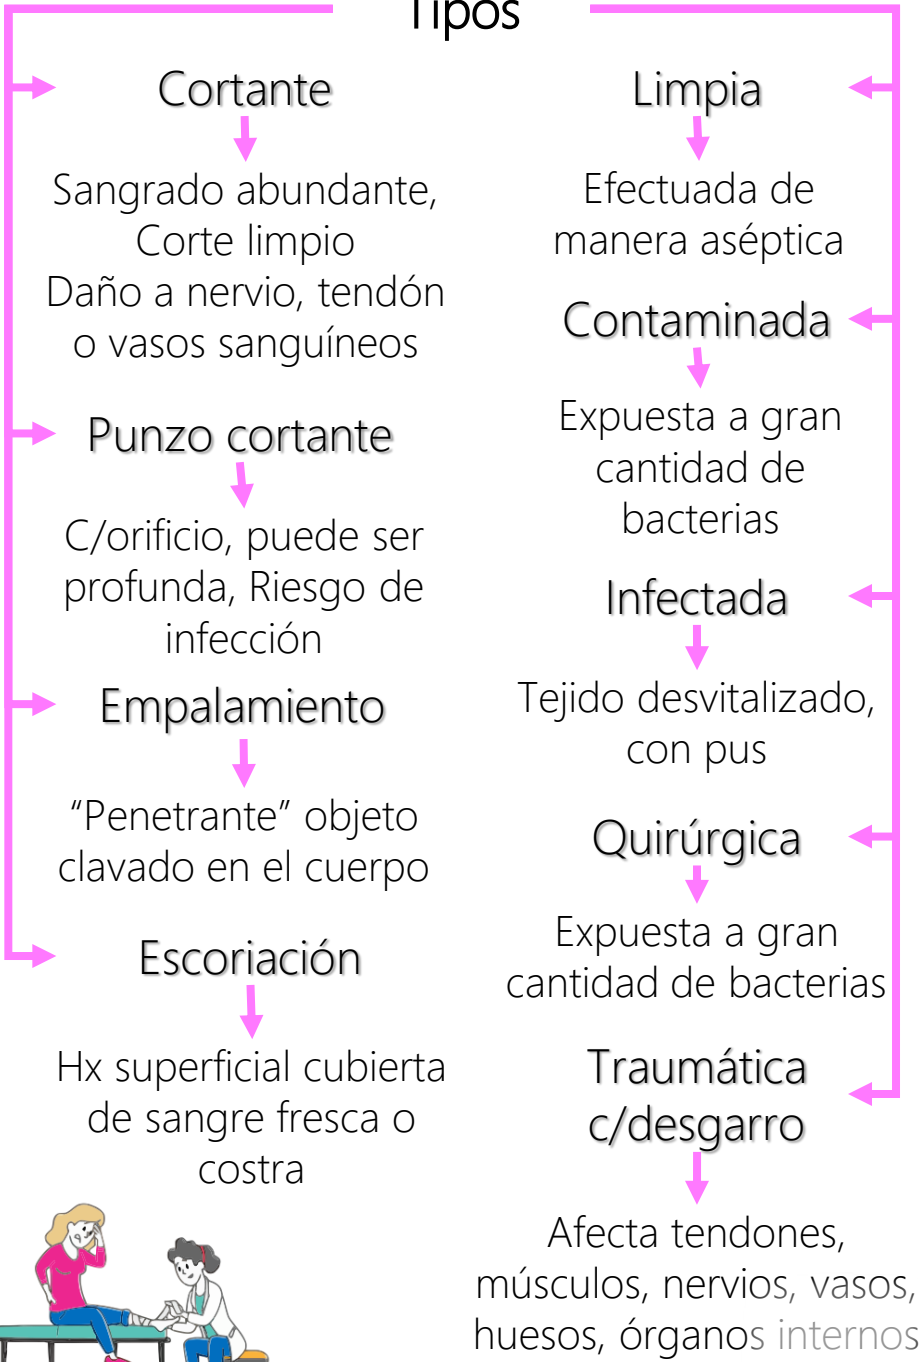 Tipos
Cortante
Sangrado abundante,
Corte limpio
Daño a nervio, tendón
o vasos sanguíneos
Punzo cortante
C/orificio, puede ser
profunda, Riesgo de
infección
Empalamiento
“Penetrante” objeto
clavado en el cuerpo
Escoriación
Hx superficial cubierta
de sangre fresca o
costra
Limpia
Efectuada de
manera aséptica
Contaminada
Expuesta a gran
cantidad de
bacterias
Infectada
Tejido desvitalizado,
con pus
Quirúrgica
Expuesta a gran
cantidad de bacterias
Traumática
c/desgarro
Afecta tendones,
músculos, nervios, vasos,
huesos, órganos internos